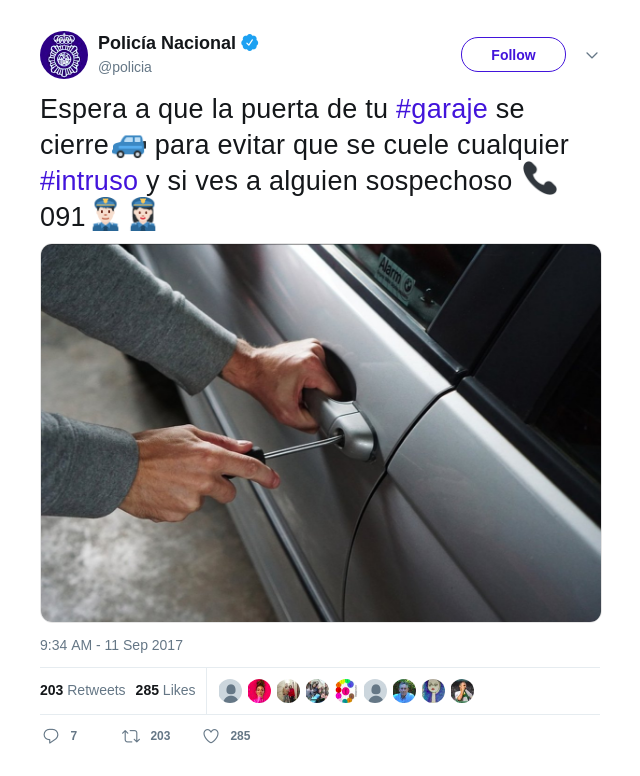 Policía Nacional
@policia
Follow
Espera a que la puerta de tu #garaje se
cierre🚙 para evitar que se cuele cualquier
#intruso y si ves a alguien sospechoso 📞
091👮🏻‍♂️👮🏻‍♀️
Alarm
9:34 AM - 11 Sep 2017
203 Retweets 285 Likes
7 203 285